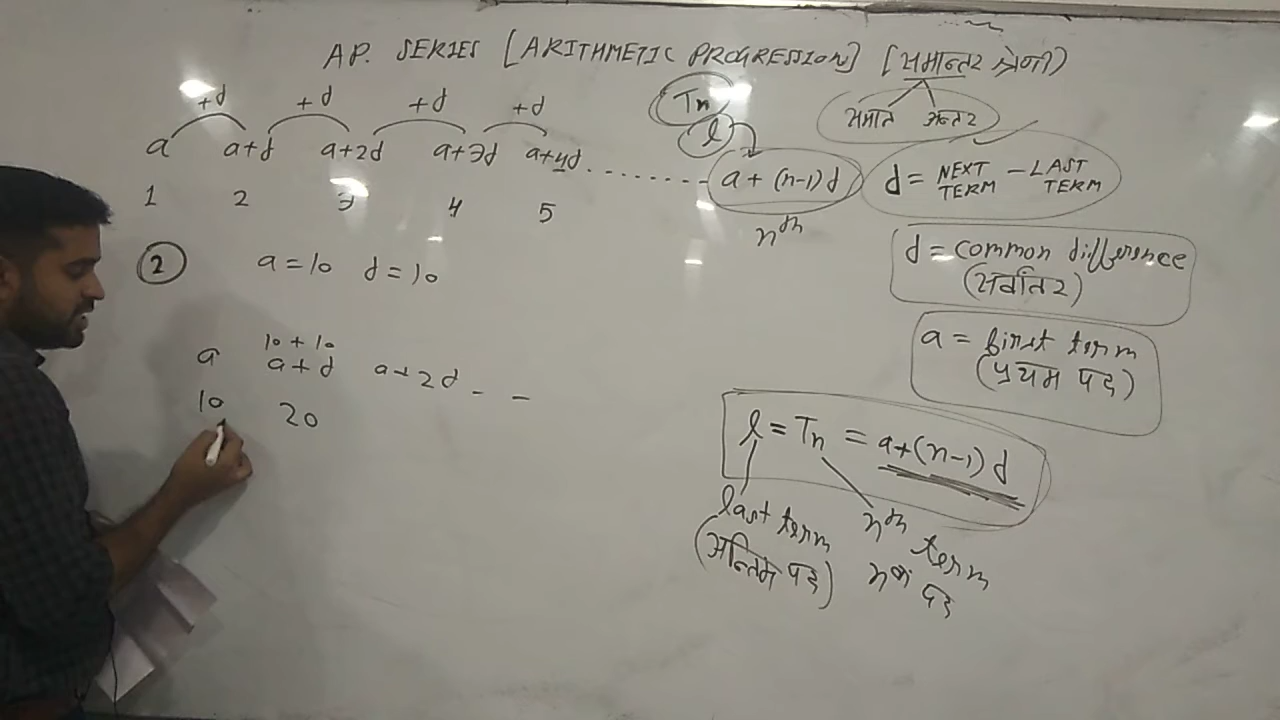 AP. SERIES [ARITHMETIC PROGRESSION] [समान्तर श्रेणी)
समान अन्तर
+d +d +d +d
a a+d a+2d a+3d a+4d ........ a + (n-1) d
Tn
l
1 2 3 4 5 nth
d = NEXT TERM - LAST TERM
d = common difference
(सर्वान्तर)
a = first term
(प्रथम पद)
2 a = 10 d = 10
10 + 10
a a + d a + 2d - -
10 20
l = Tn = a+(n-1) d
last term nth term
(अन्तिम पद) nवां पद